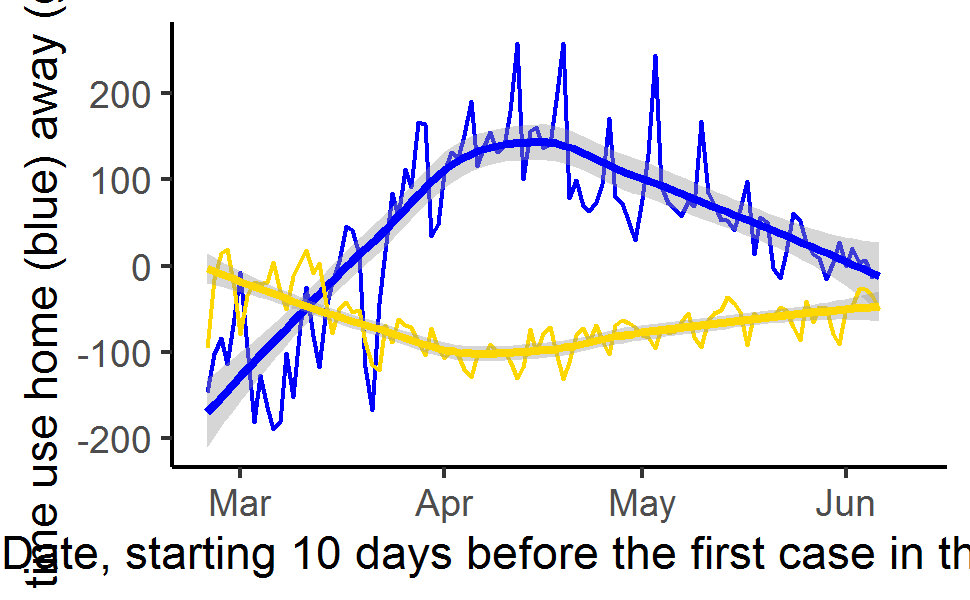 time use home (blue) away (
200
100
0
-100
-200
Mar Apr May Jun
Date, starting 10 days before the first case in th